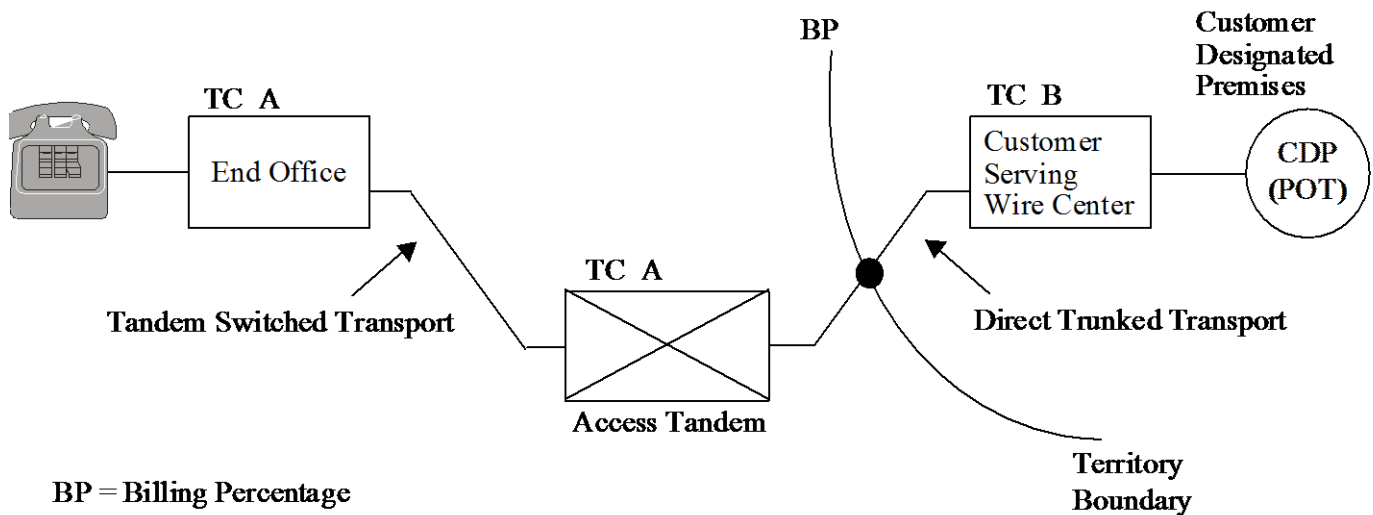 BP
Customer
Designated
Premises
TC A
TC B
End Office
Customer
Serving
Wire Center
CDP
(POT)
TC A
Tandem Switched Transport
Direct Trunked Transport
Access Tandem
Territory
Boundary
BP = Billing Percentage